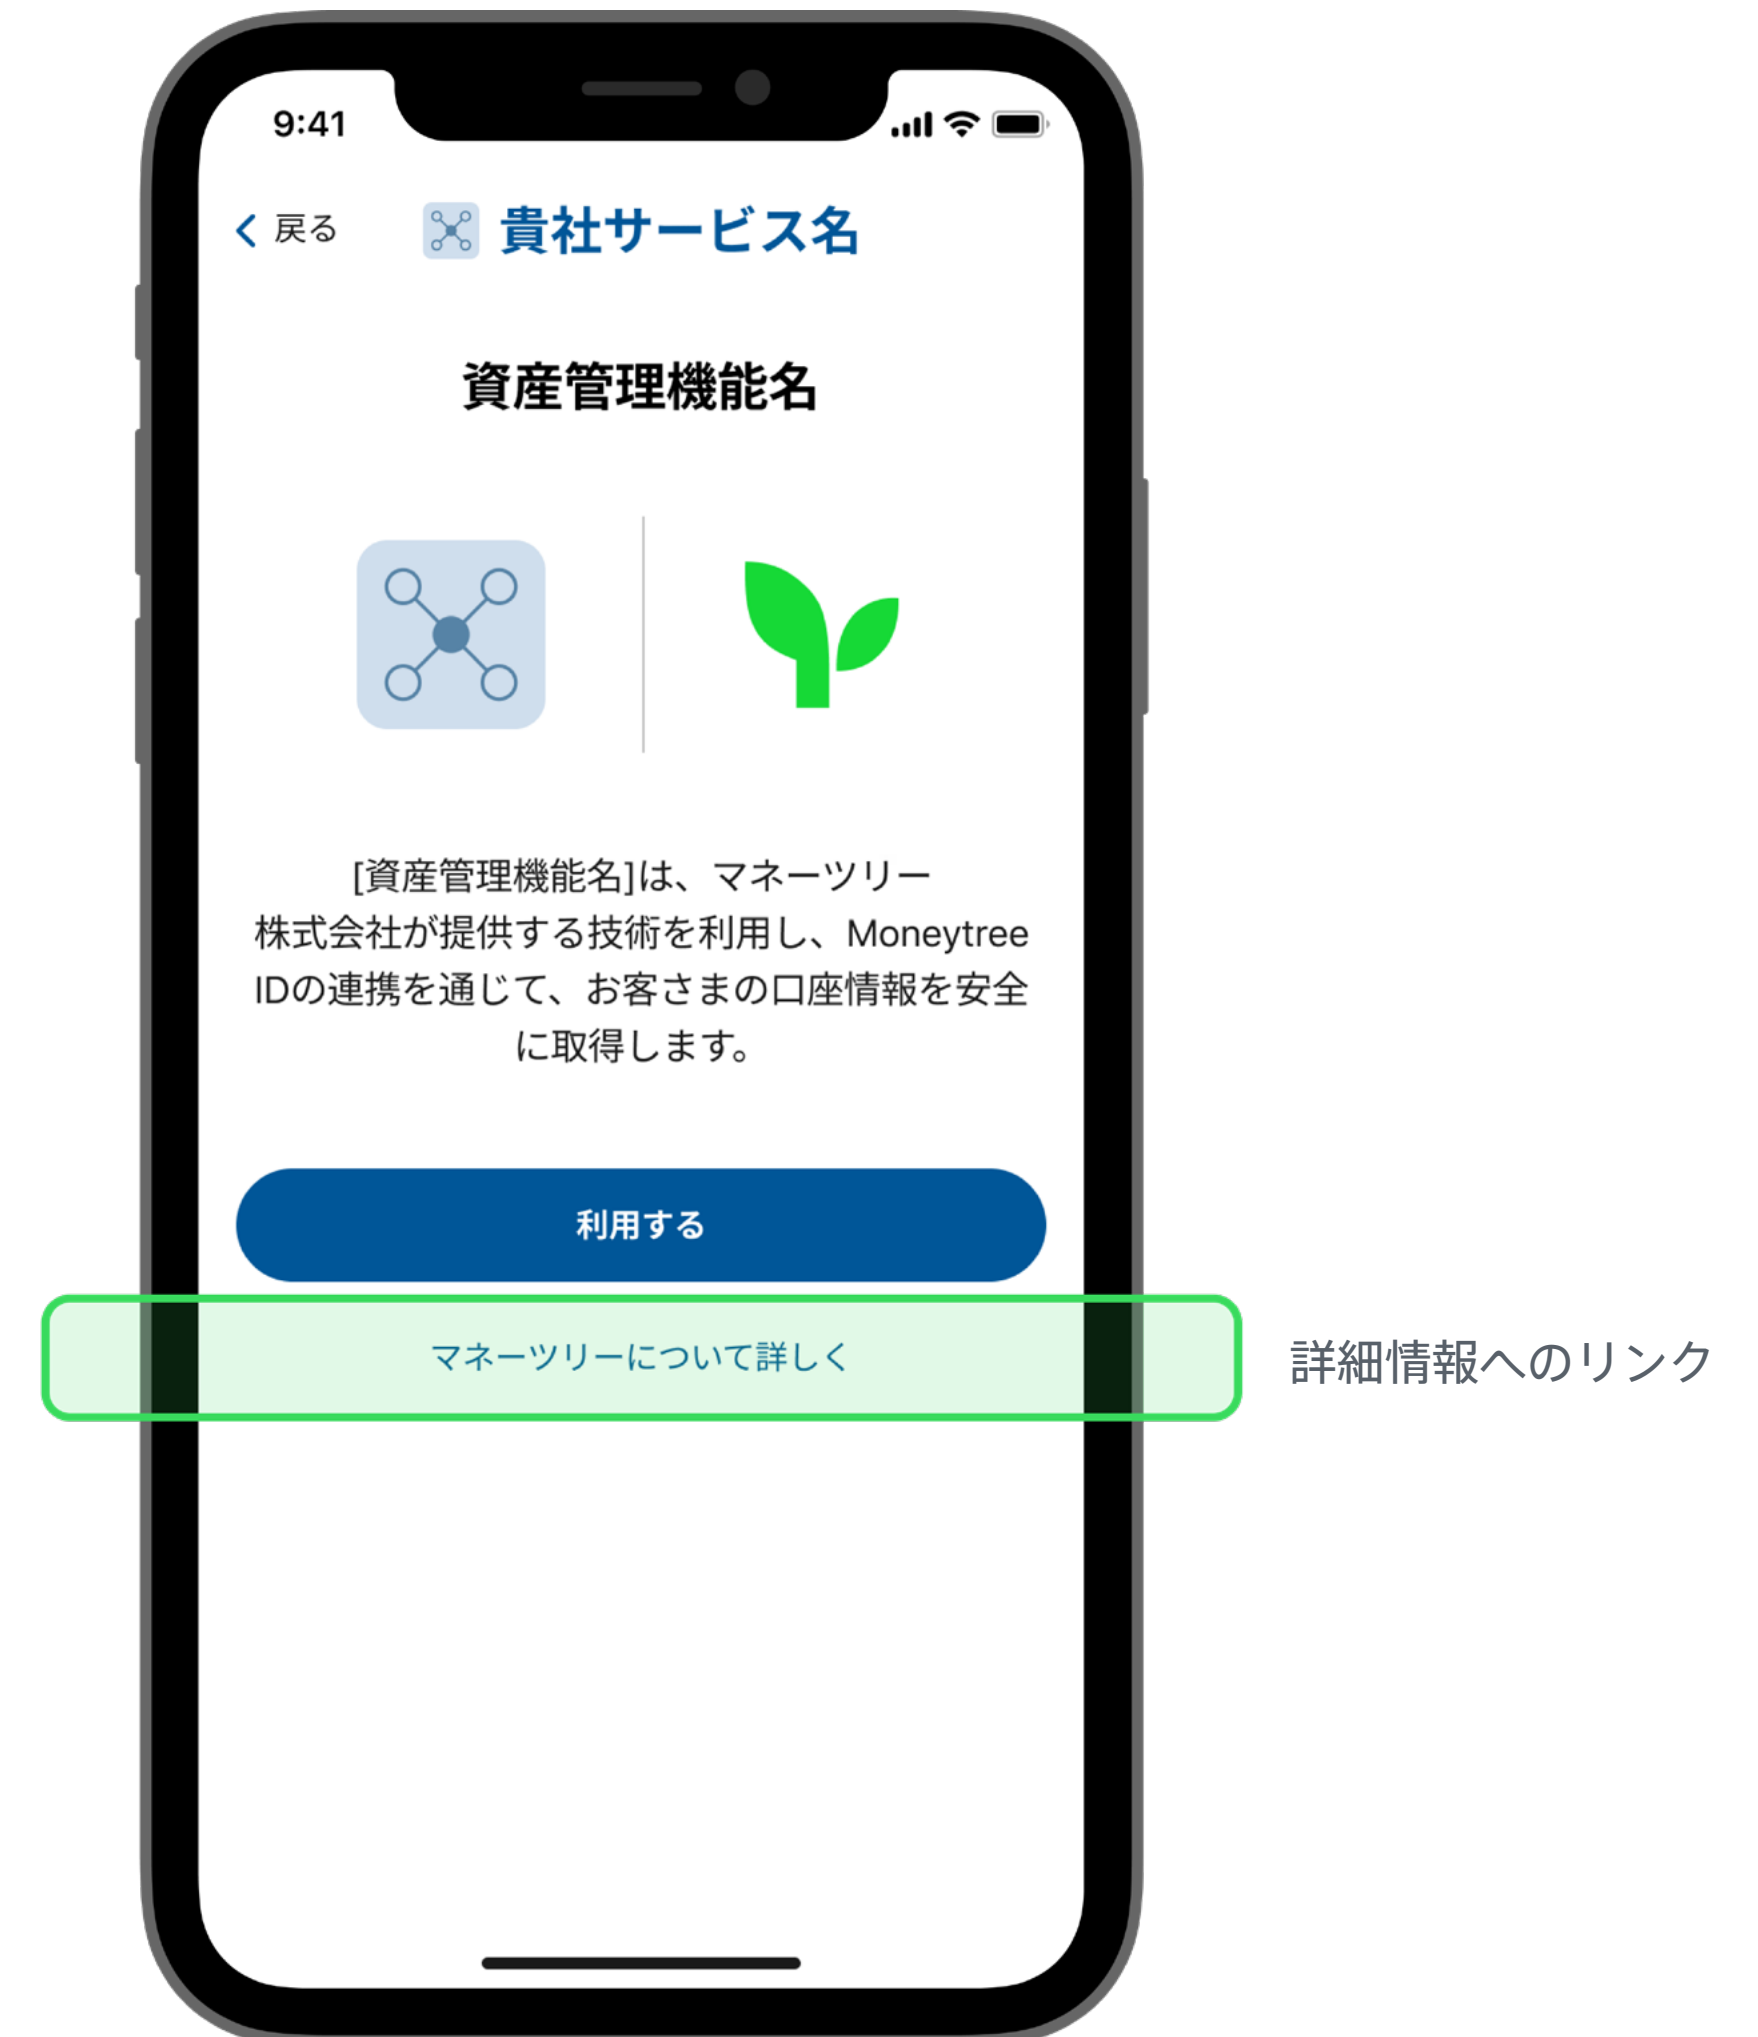 9:41
戻る
貴社サービス名
資産管理機能名
[資産管理機能名]は、マネーツリー
株式会社が提供する技術を利用し、Moneytree
IDの連携を通じて、お客さまの口座情報を安全
に取得します。
利用する
マネーツリーについて詳しく
詳細情報へのリンク